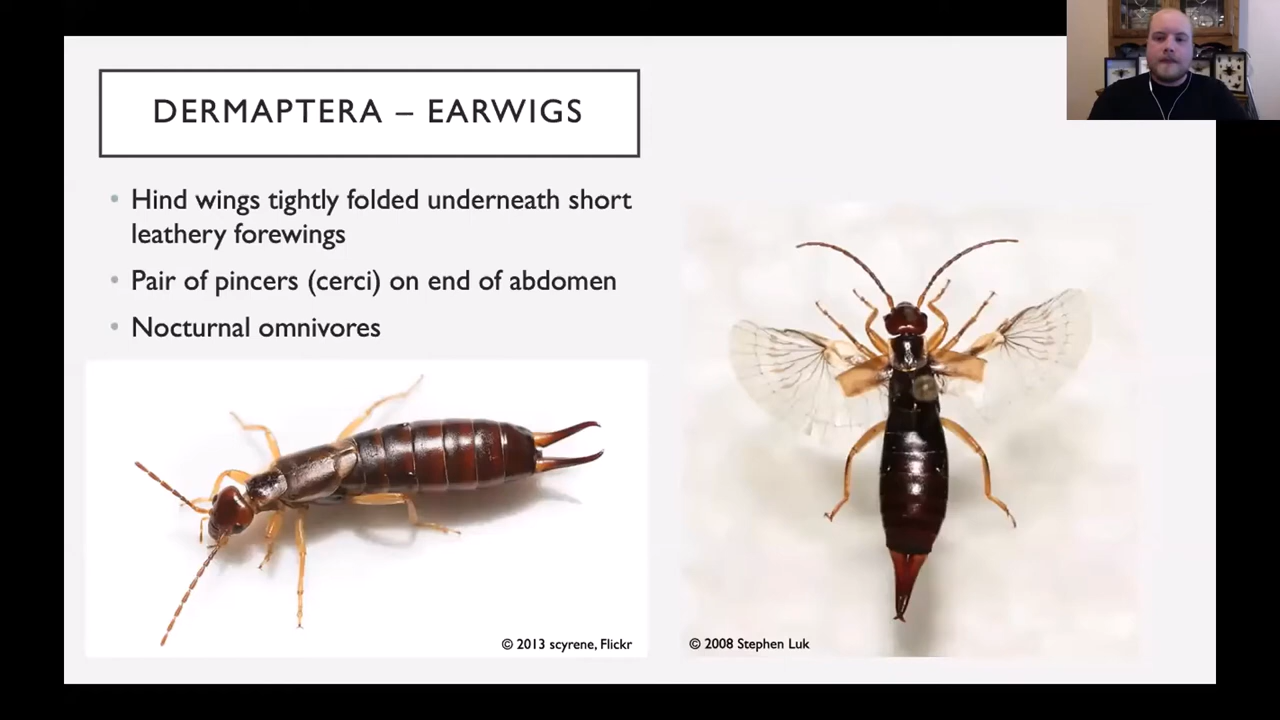 DERMAPTERA – EARWIGS
• Hind wings tightly folded underneath short
leathery forewings
• Pair of pincers (cerci) on end of abdomen
• Nocturnal omnivores
© 2013 scyrene, Flickr
© 2008 Stephen Luk